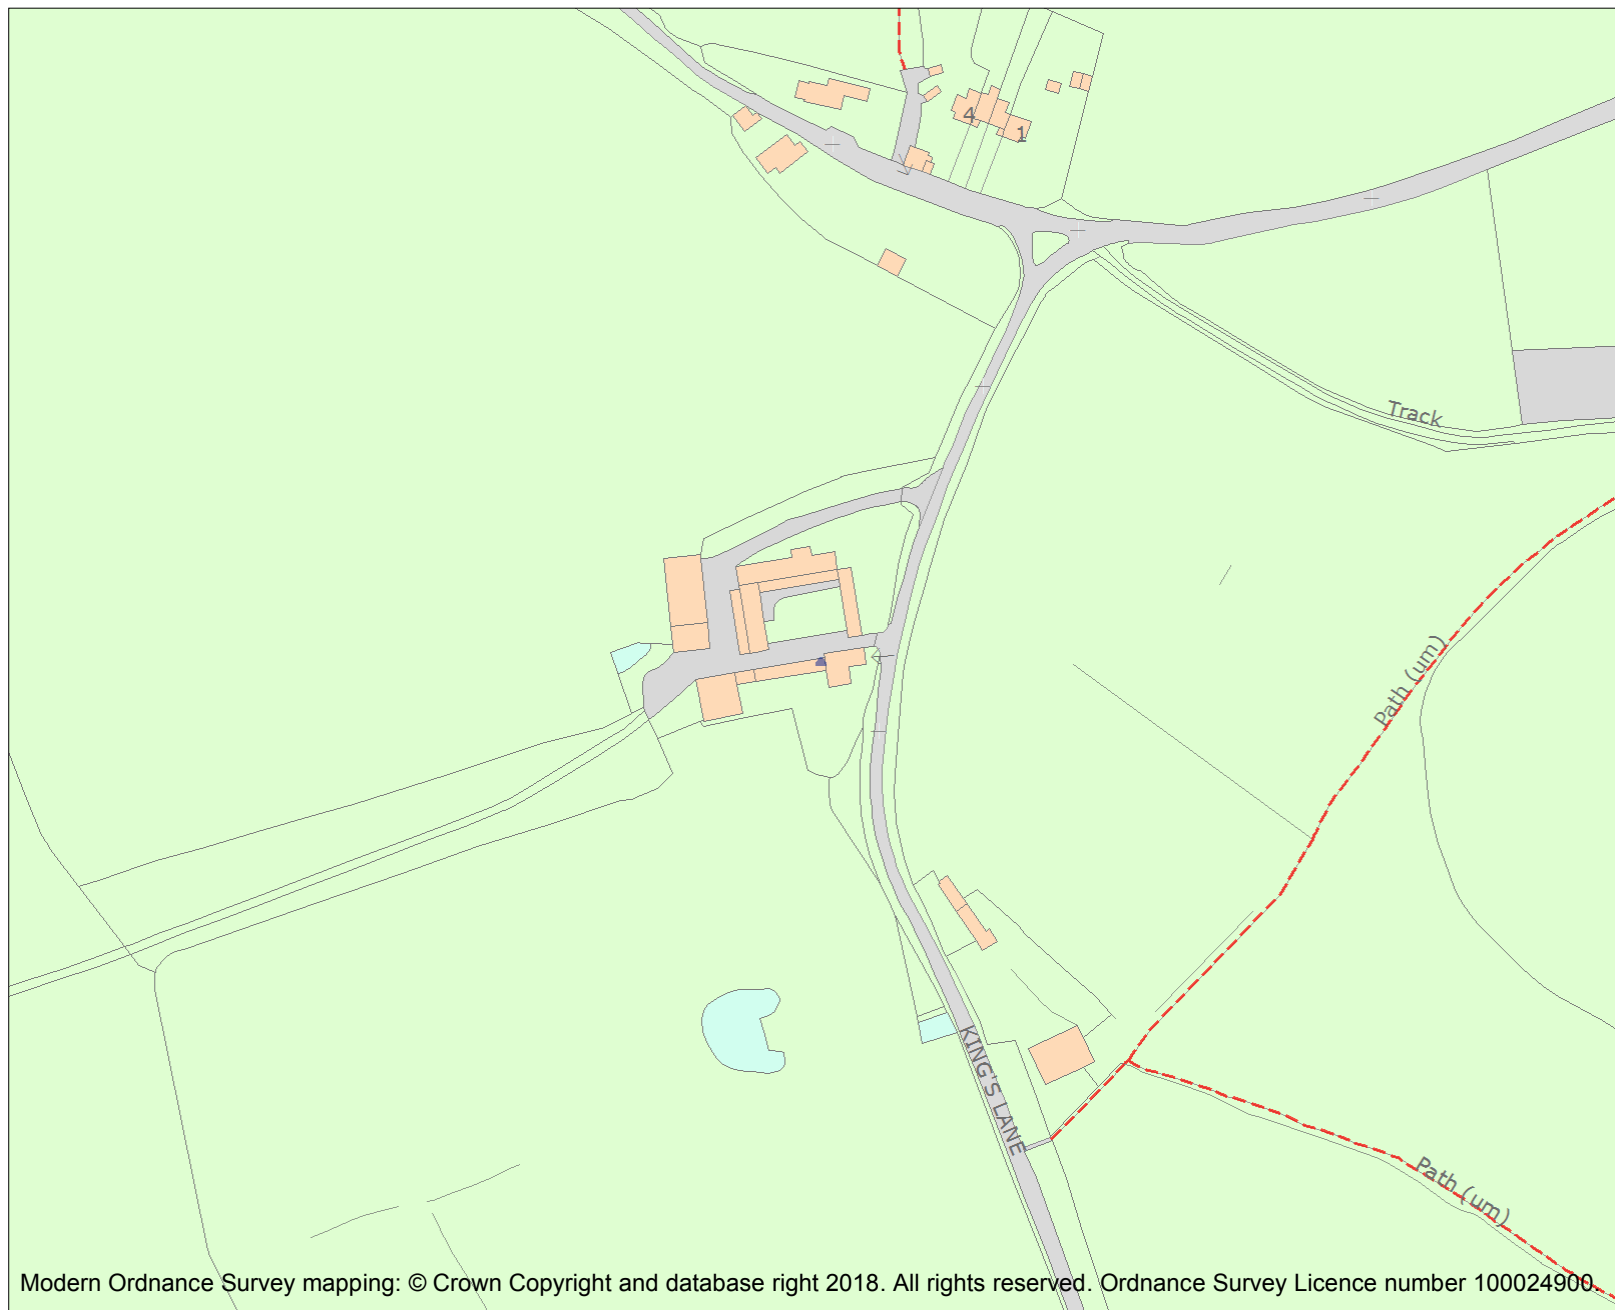 4
1
Track
Path (um)
KING'S LANE
Path (um)
Modern Ordnance Survey mapping: © Crown Copyright and database right 2018. All rights reserved. Ordnance Survey Licence number 100024900.